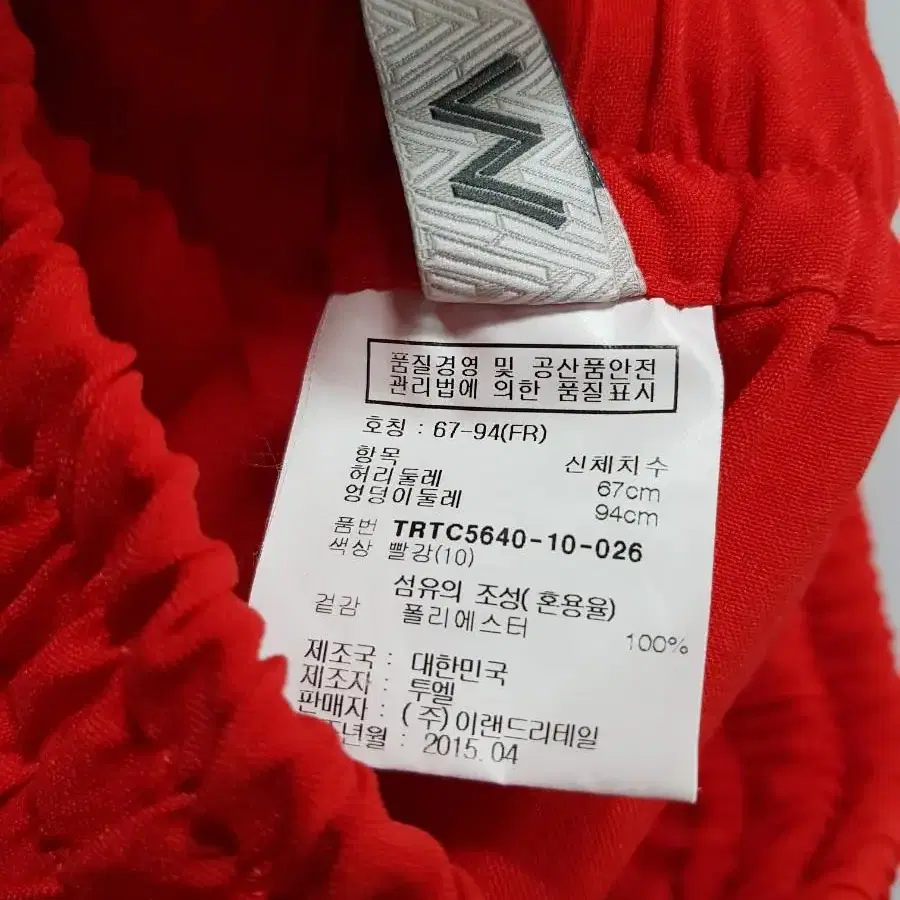 품질경영 및 공산품안전
관리법에 의한 품질표시
호칭 : 67-94(FR)
항목 신체치수
허리둘레 67cm
엉덩이둘레 94cm
품번 TRTC5640-10-026
색상 빨강(10)
섬유의 조성(혼용율)
겉감 폴리에스터 100%
제조국 : 대한민국
제조자 : 투엘
판매자 : (주)이랜드리테일
년월 : 2015.04